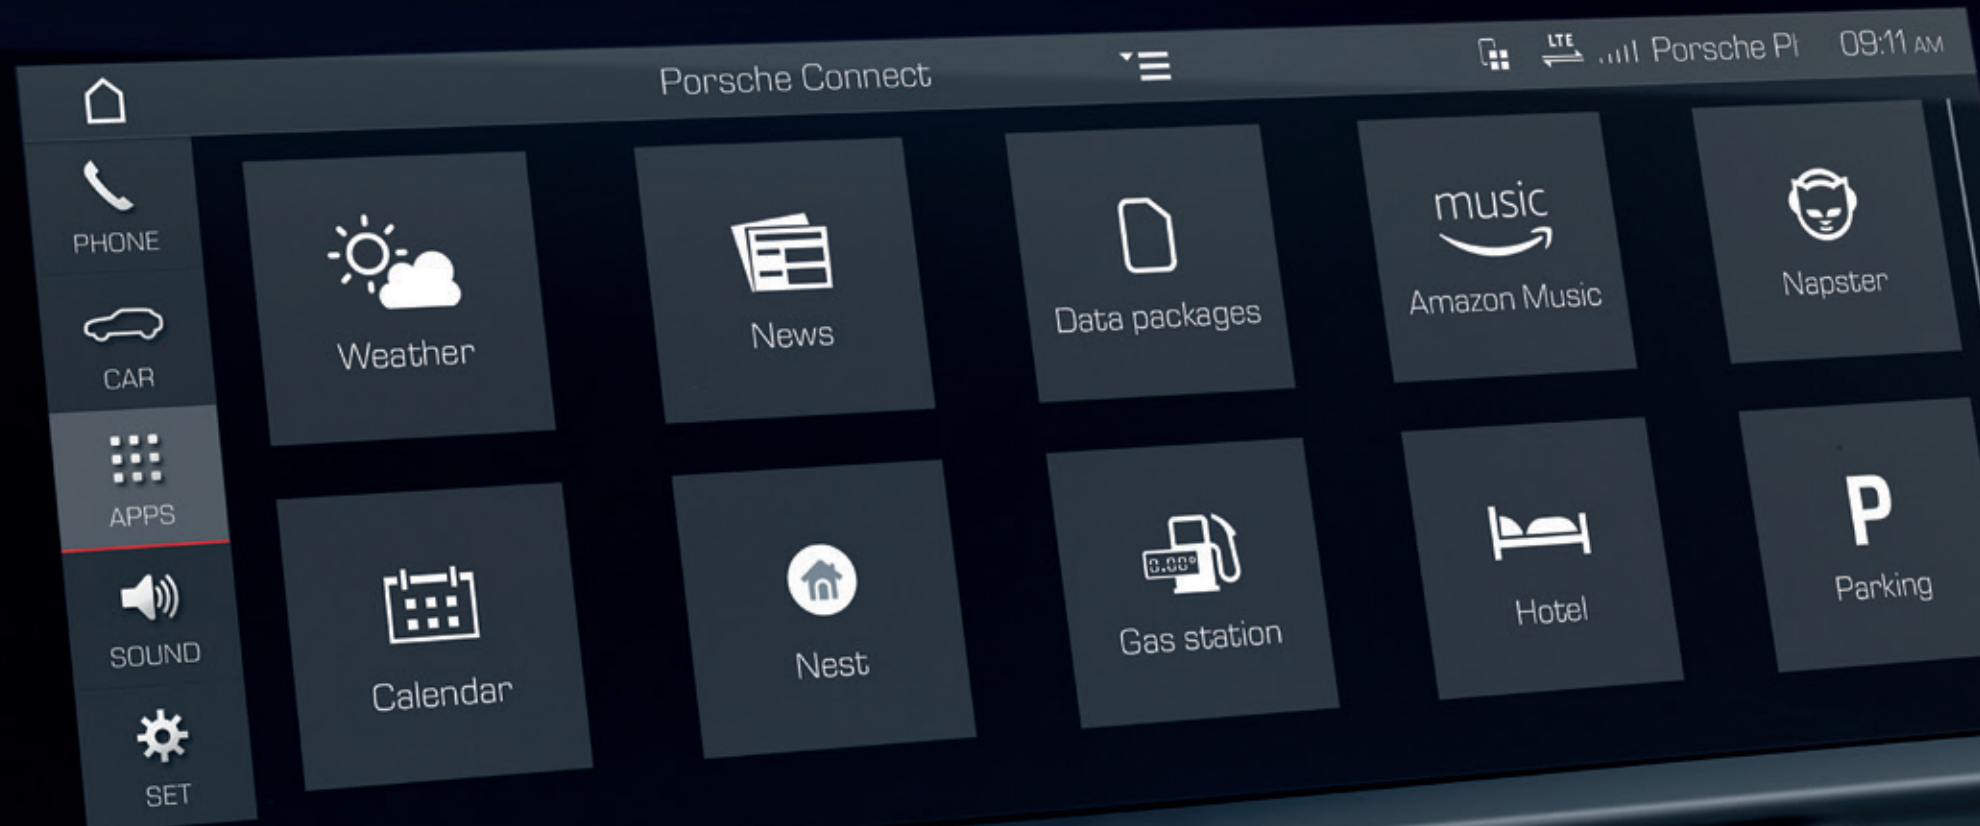 Porsche Connect
LTE
Porsche Pl
09:11 AM
PHONE
CAR
APPS
SOUND
SET
Weather
News
Data packages
music
Amazon Music
Napster
Calendar
Nest
0.00⁰
Gas station
Hotel
P
Parking